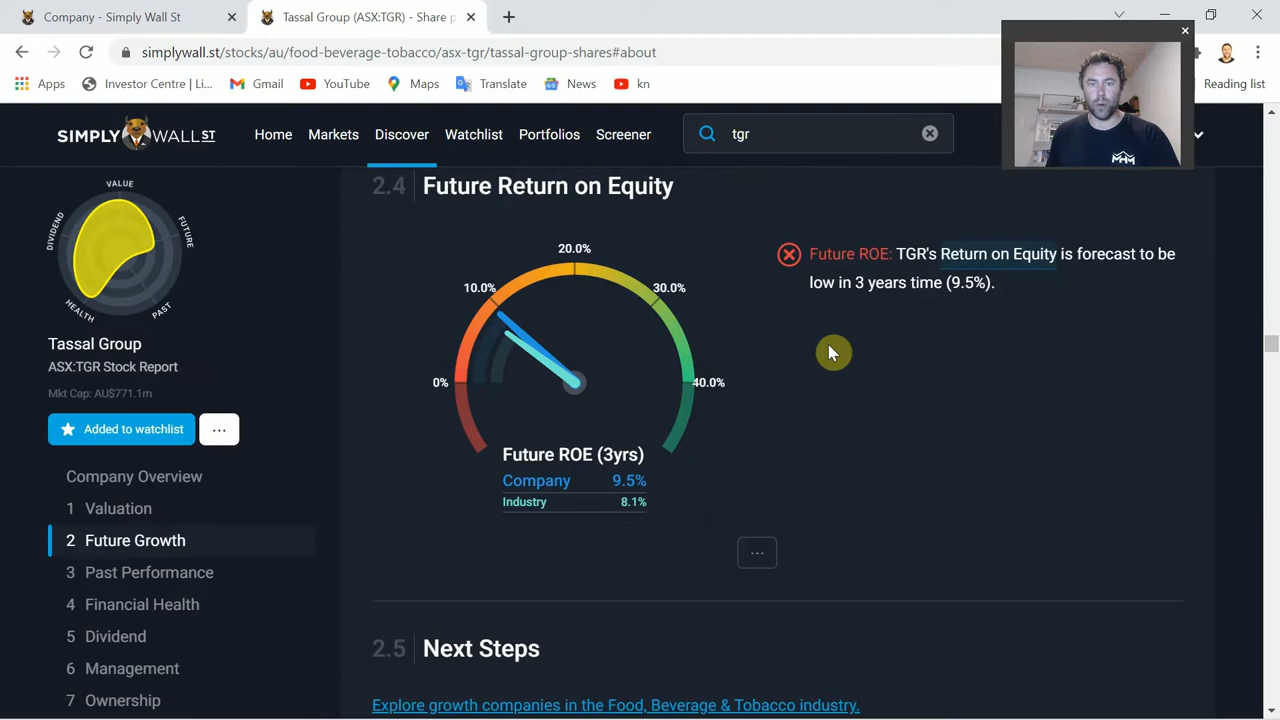 Company - Simply Wall St
Tassal Group (ASX:TGR) - Share p
simplywall.st/stocks/au/food-beverage-tobacco/asx-tgr/tassal-group-shares#about
Apps
Investor Centre | Li...
Gmail
YouTube
Maps
Translate
News
kn
Reading list
SIMPLY WALL ST
Home
Markets
Discover
Watchlist
Portfolios
Screener
tgr
MHM
VALUE
FUTURE
PAST
HEALTH
DIVIDEND
Tassal Group
ASX:TGR Stock Report
Mkt Cap: AU$771.1m
Added to watchlist
...
Company Overview
1 Valuation
2 Future Growth
3 Past Performance
4 Financial Health
5 Dividend
6 Management
7 Ownership
2.4 Future Return on Equity
0%
10.0%
20.0%
30.0%
40.0%
Future ROE (3yrs)
Company 9.5%
Industry 8.1%
Future ROE: TGR's Return on Equity is forecast to be
low in 3 years time (9.5%).
...
2.5 Next Steps
Explore growth companies in the Food, Beverage & Tobacco industry.